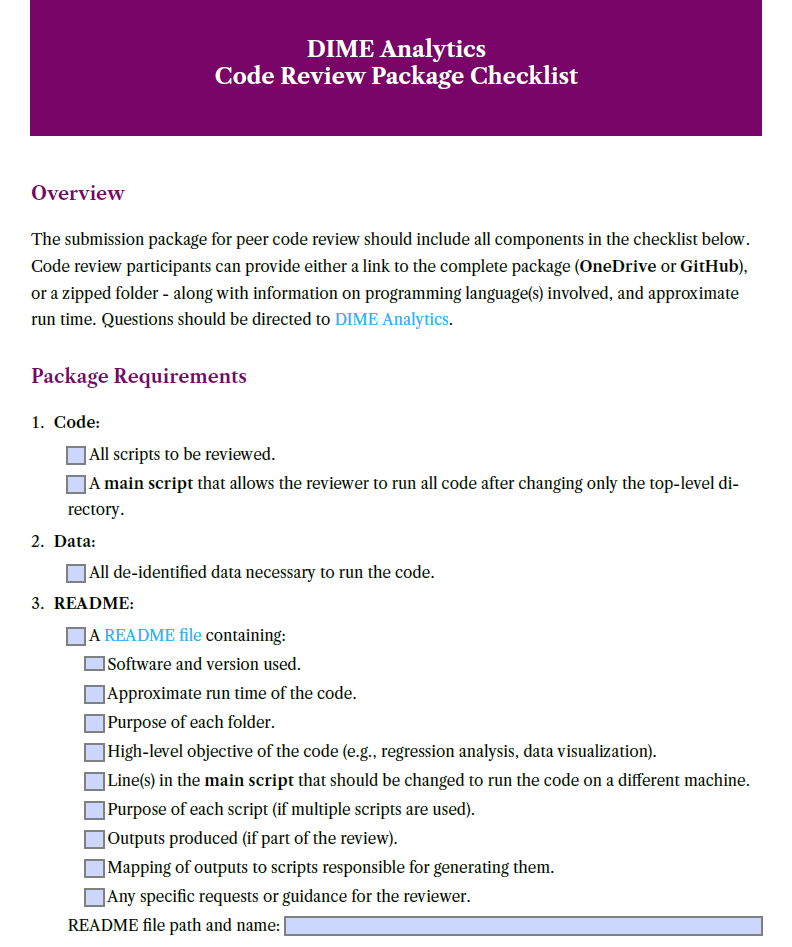 DIME Analytics
Code Review Package Checklist
Overview
The submission package for peer code review should include all components in the checklist below.
Code review participants can provide either a link to the complete package (OneDrive or GitHub),
or a zipped folder - along with information on programming language(s) involved, and approximate
run time. Questions should be directed to DIME Analytics.
Package Requirements
1. Code:
All scripts to be reviewed.
A main script that allows the reviewer to run all code after changing only the top-level di-
rectory.
2. Data:
All de-identified data necessary to run the code.
3. README:
A README file containing:
Software and version used.
Approximate run time of the code.
Purpose of each folder.
High-level objective of the code (e.g., regression analysis, data visualization).
Line(s) in the main script that should be changed to run the code on a different machine.
Purpose of each script (if multiple scripts are used).
Outputs produced (if part of the review).
Mapping of outputs to scripts responsible for generating them.
Any specific requests or guidance for the reviewer.
README file path and name: